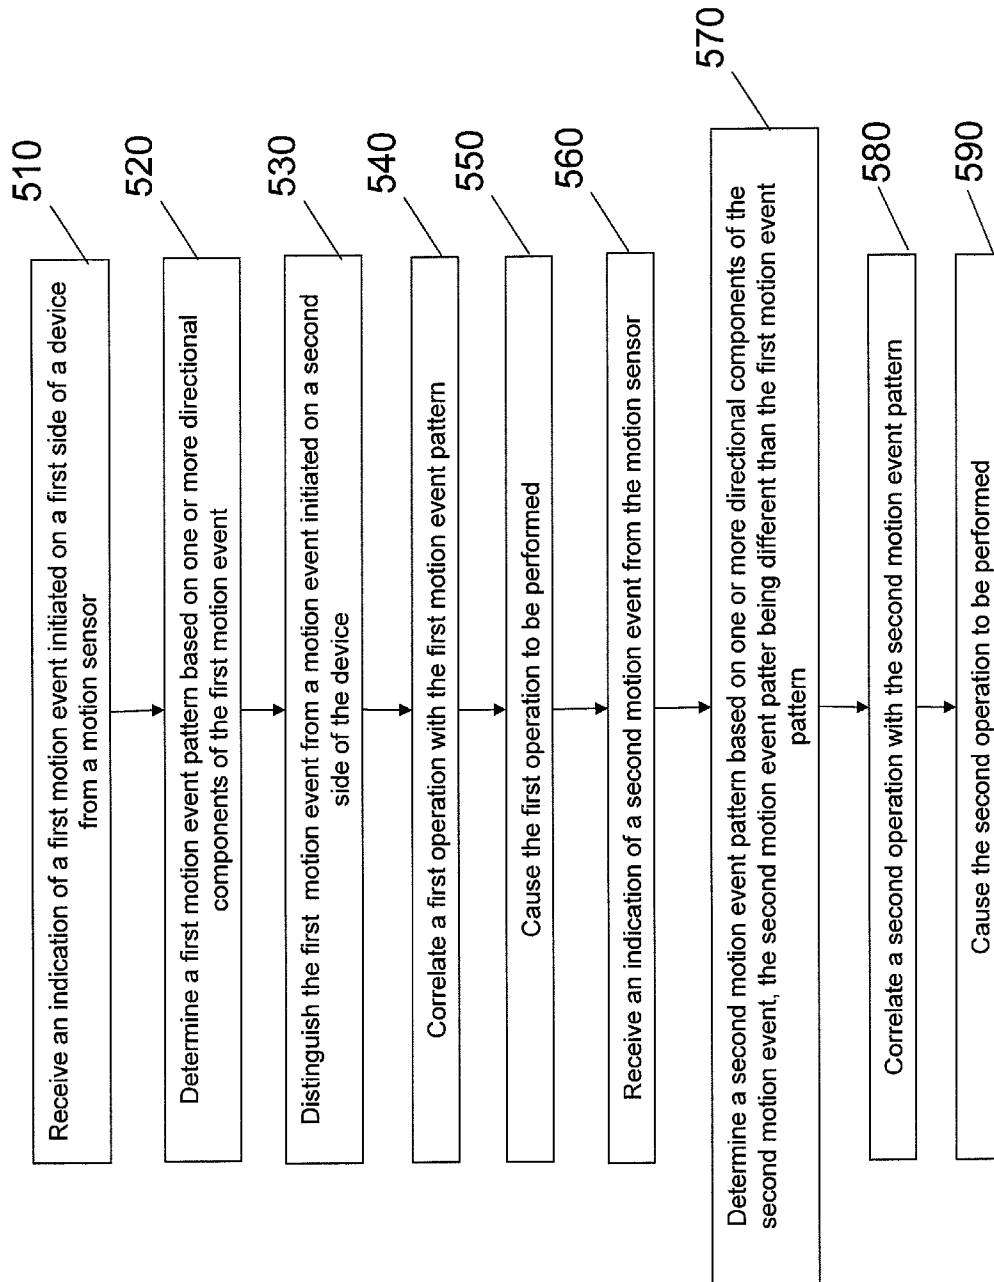 510
Receive an indication of a first motion event initiated on a first side of a device
from a motion sensor
520
Determine a first motion event pattern based on one or more directional
components of the first motion event
530
Distinguish the first motion event from a motion event initiated on a second
side of the device
540
Correlate a first operation with the first motion event pattern
550
Cause the first operation to be performed
560
Receive an indication of a second motion event from the motion sensor
570
Determine a second motion event pattern based on one or more directional components of the
second motion event, the second motion event patter being different than the first motion event
pattern
580
Correlate a second operation with the second motion event pattern
590
Cause the second operation to be performed